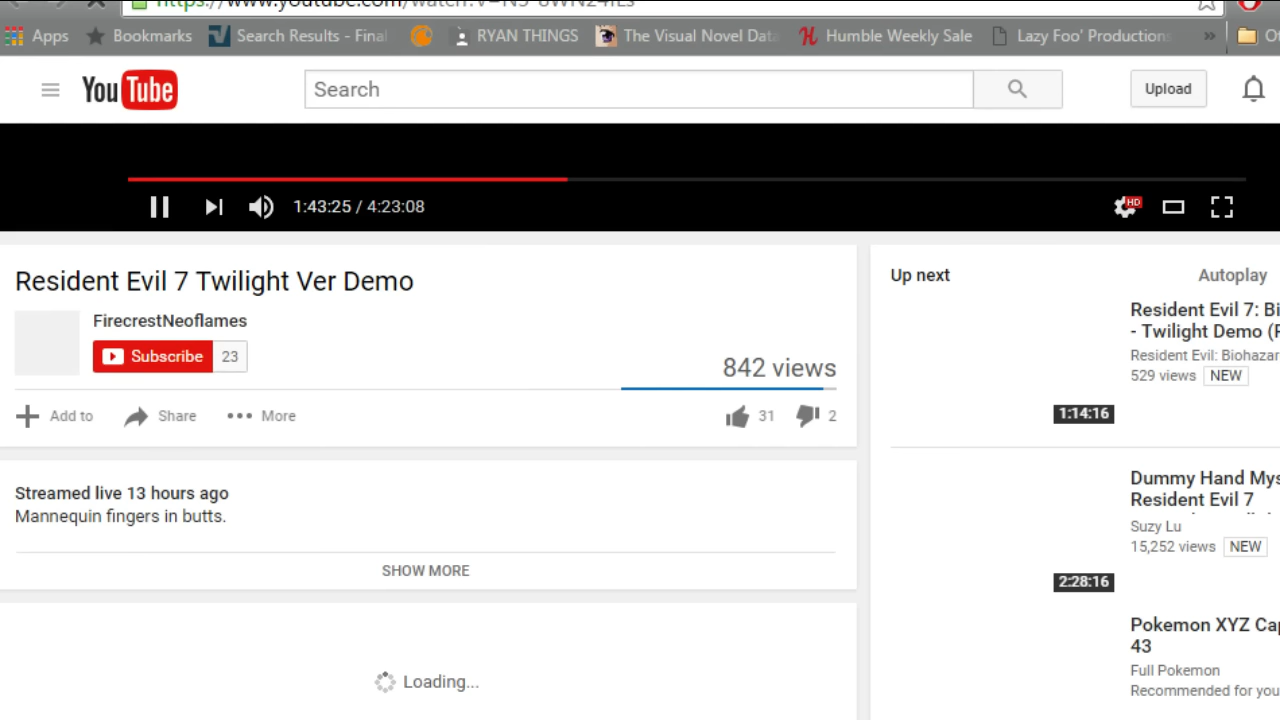 Apps Bookmarks Search Results - Final RYAN THINGS The Visual Novel Data Humble Weekly Sale Lazy Foo' Productions »
YouTube Search Upload
1:43:25 / 4:23:08 HD
Resident Evil 7 Twilight Ver Demo
FirecrestNeoflames
Subscribe 23
842 views
Add to Share More 31 2
Streamed live 13 hours ago
Mannequin fingers in butts.
SHOW MORE
Loading...
Up next Autoplay
Resident Evil 7: Bi
- Twilight Demo (
Resident Evil: Biohazar
529 views NEW
1:14:16
Dummy Hand Mys
Resident Evil 7
Suzy Lu
15,252 views NEW
2:28:16
Pokemon XYZ Cap
43
Full Pokemon
Recommended for you